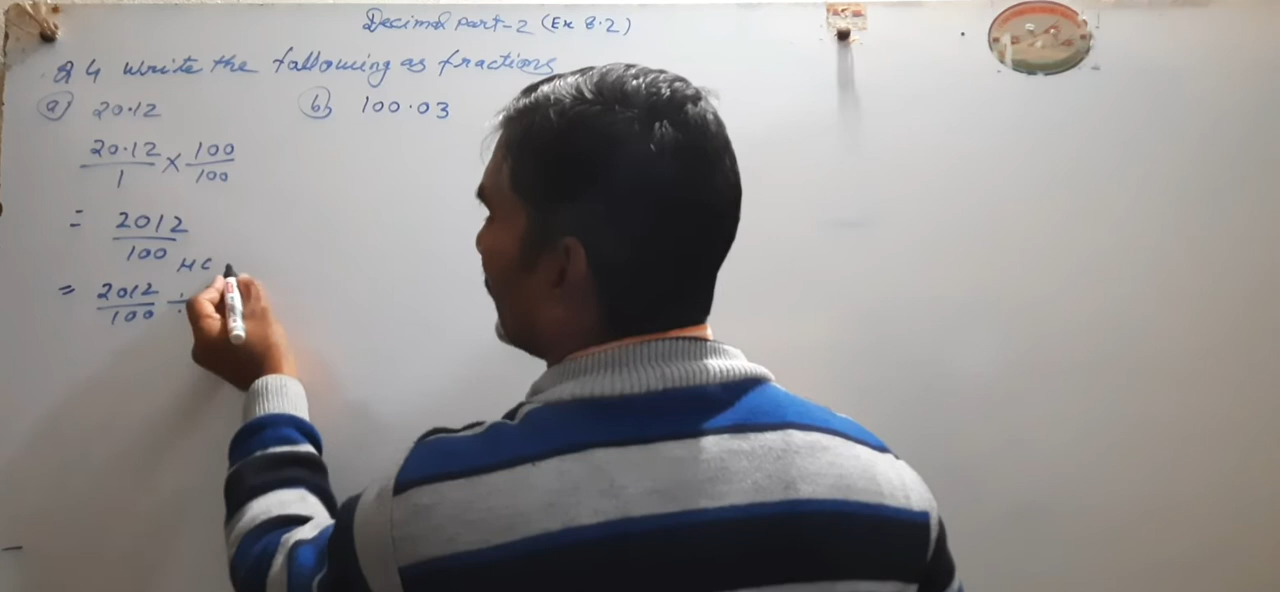 Decimal Part-2 (Ex 8.2)
Q 4 Write the following as fractions
(a) 20.12
(b) 100.03
20.12/1 × 100/100
= 2012/100
HC
= 2012/100 ÷